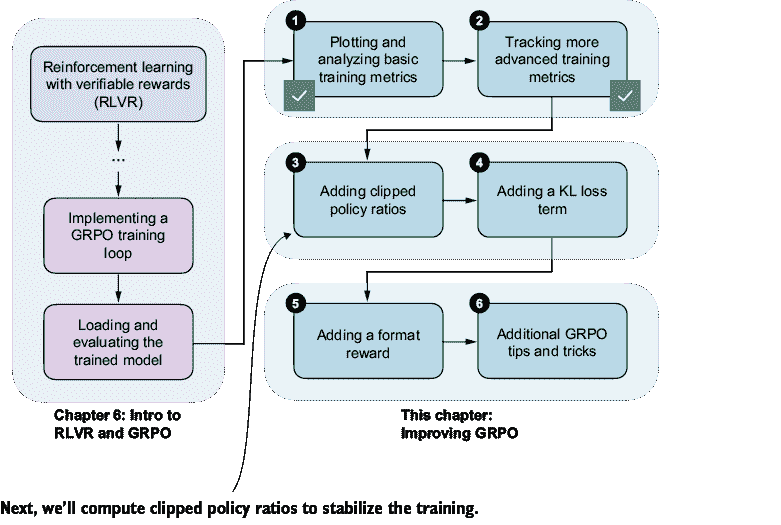 Reinforcement learning
with verifiable rewards
(RLVR)
...
Implementing a
GRPO training
loop
Loading and
evaluating the
trained model
Chapter 6: Intro to
RLVR and GRPO
1
Plotting and
analyzing basic
training metrics
2
Tracking more
advanced training
metrics
3
Adding clipped
policy ratios
4
Adding a KL loss
term
5
Adding a format
reward
6
Additional GRPO
tips and tricks
This chapter:
Improving GRPO
Next, we’ll compute clipped policy ratios to stabilize the training.